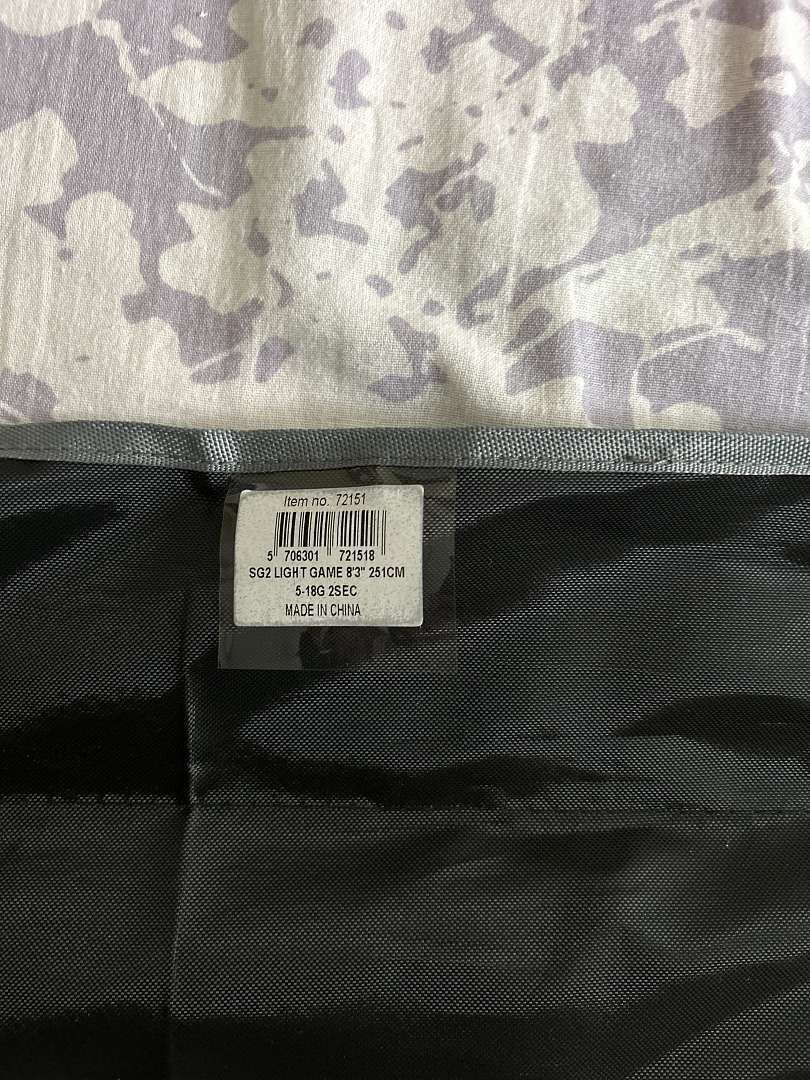 Item no. 72151
5 706301 721518
SG2 LIGHT GAME 8'3" 251CM
5-18G 2SEC
MADE IN CHINA